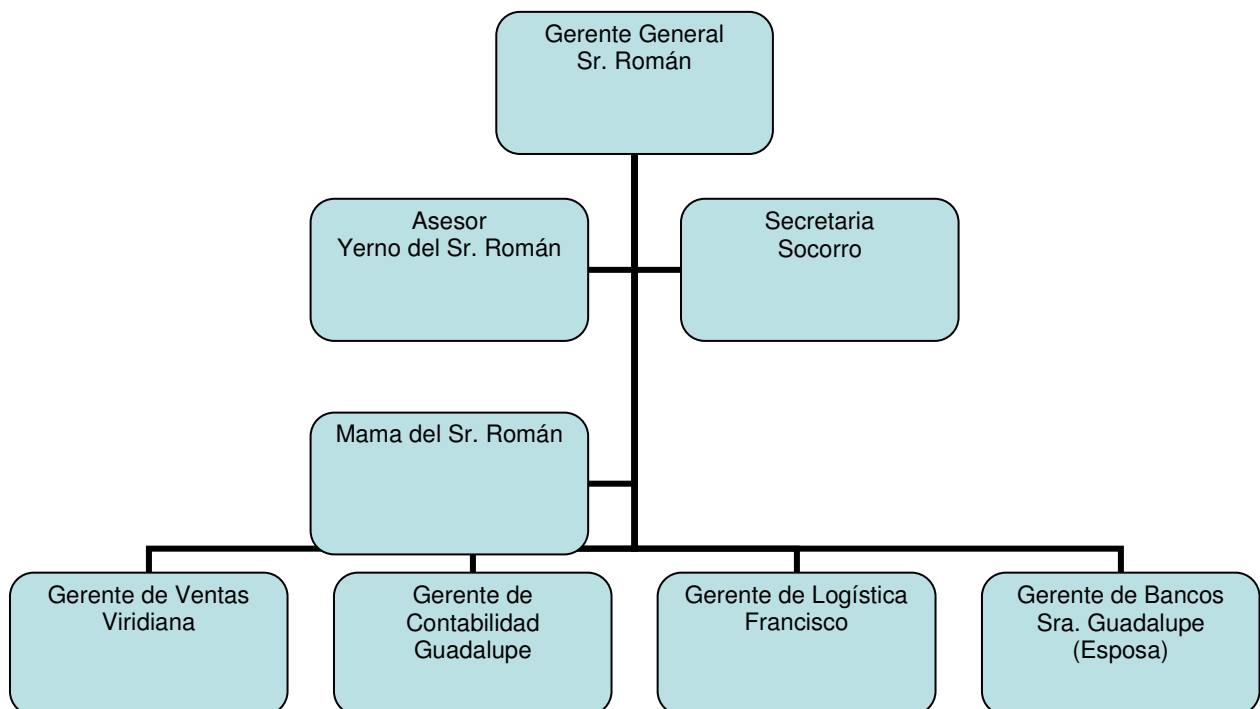 Gerente General
Sr. Román
Asesor
Yerno del Sr. Román
Secretaria
Socorro
Mama del Sr. Román
Gerente de Ventas
Viridiana
Gerente de
Contabilidad
Guadalupe
Gerente de Logística
Francisco
Gerente de Bancos
Sra. Guadalupe
(Esposa)